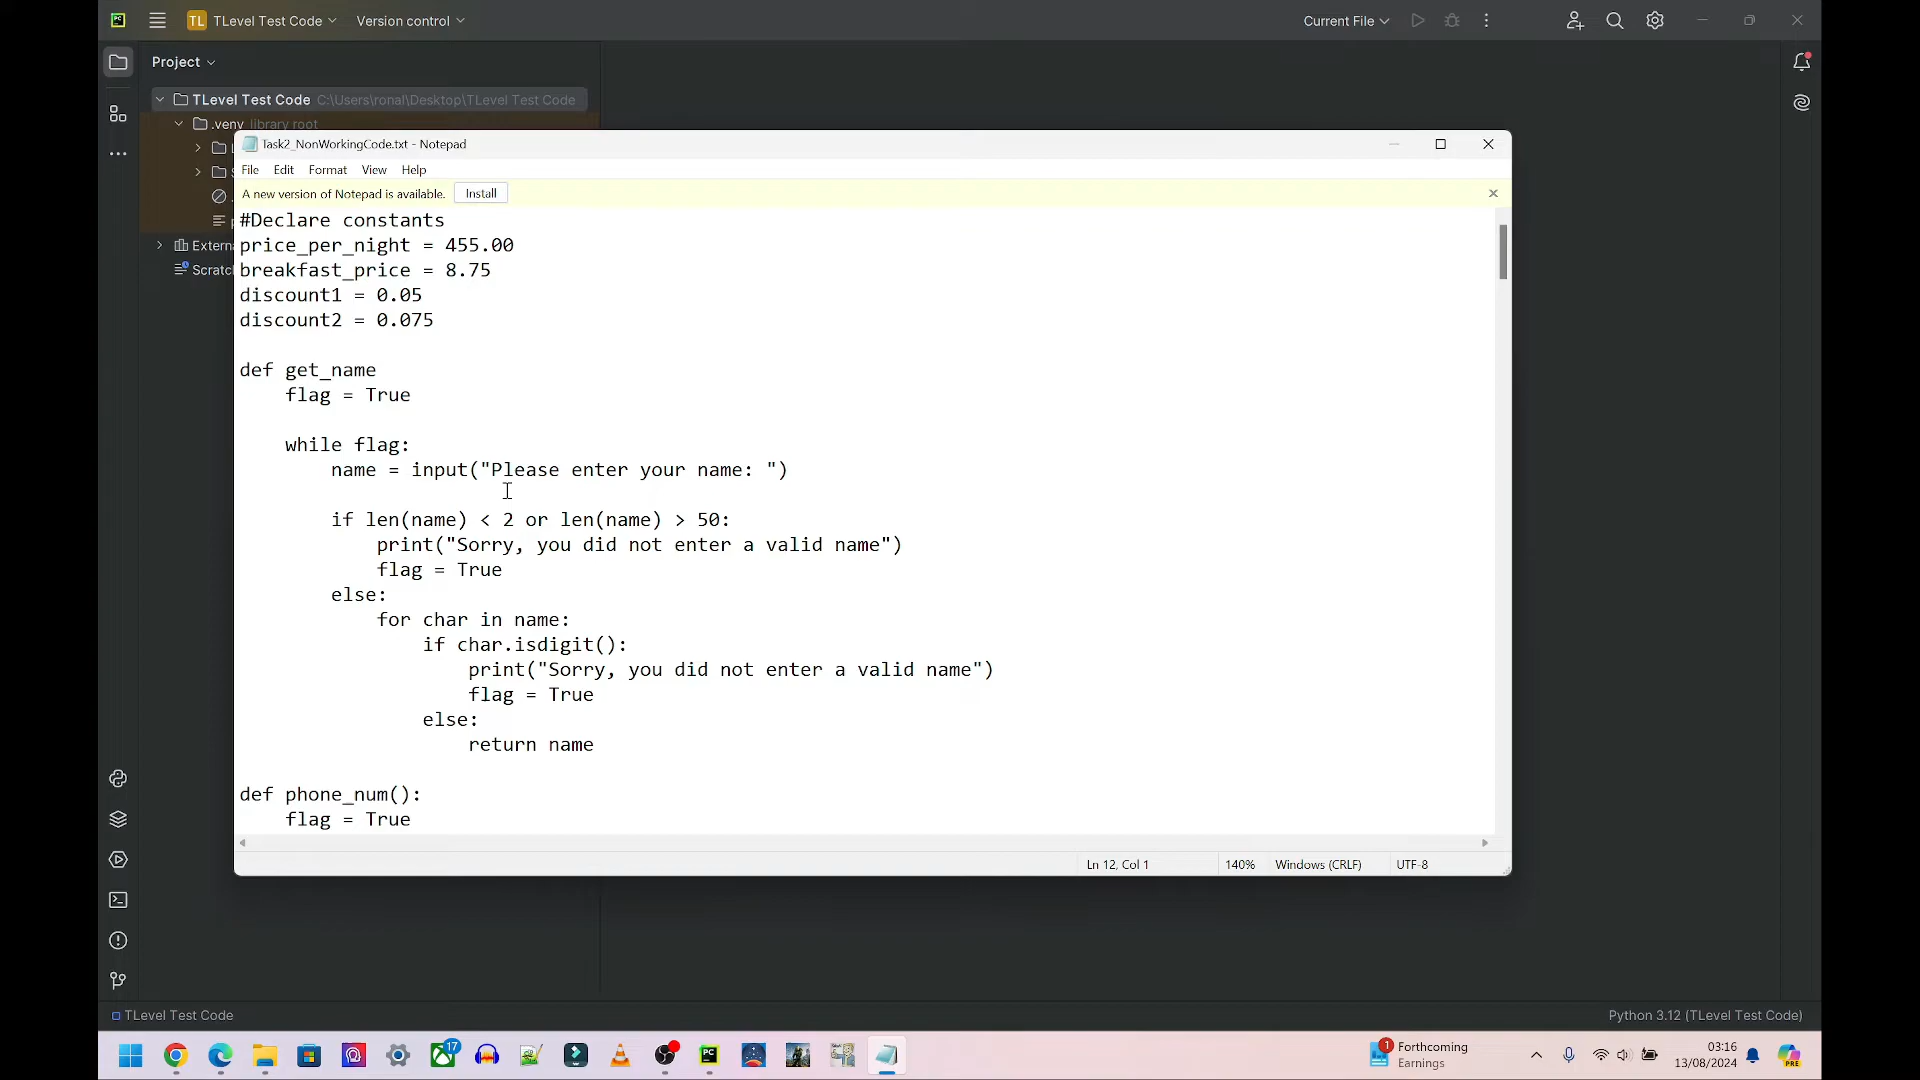 TL TLevel Test Code Version control Current File
Project
TLevel Test Code C:\Users\ronal\Desktop\TLevel Test Code
.venv library root
Extern
Scratc
Task2_NonWorkingCode.txt - Notepad
File Edit Format View Help
A new version of Notepad is available. Install
#Declare constants
price_per_night = 455.00
breakfast_price = 8.75
discount1 = 0.05
discount2 = 0.075
def get_name
    flag = True
    while flag:
        name = input("Please enter your name: ")
        if len(name) < 2 or len(name) > 50:
            print("Sorry, you did not enter a valid name")
            flag = True
        else:
            for char in name:
                if char.isdigit():
                    print("Sorry, you did not enter a valid name")
                    flag = True
                else:
                    return name
def phone_num():
    flag = True
Ln 12, Col 1 140% Windows (CRLF) UTF-8
TLevel Test Code Python 3.12 (TLevel Test Code)
17
PC
1 Forthcoming
Earnings
03:16
13/08/2024
PRE